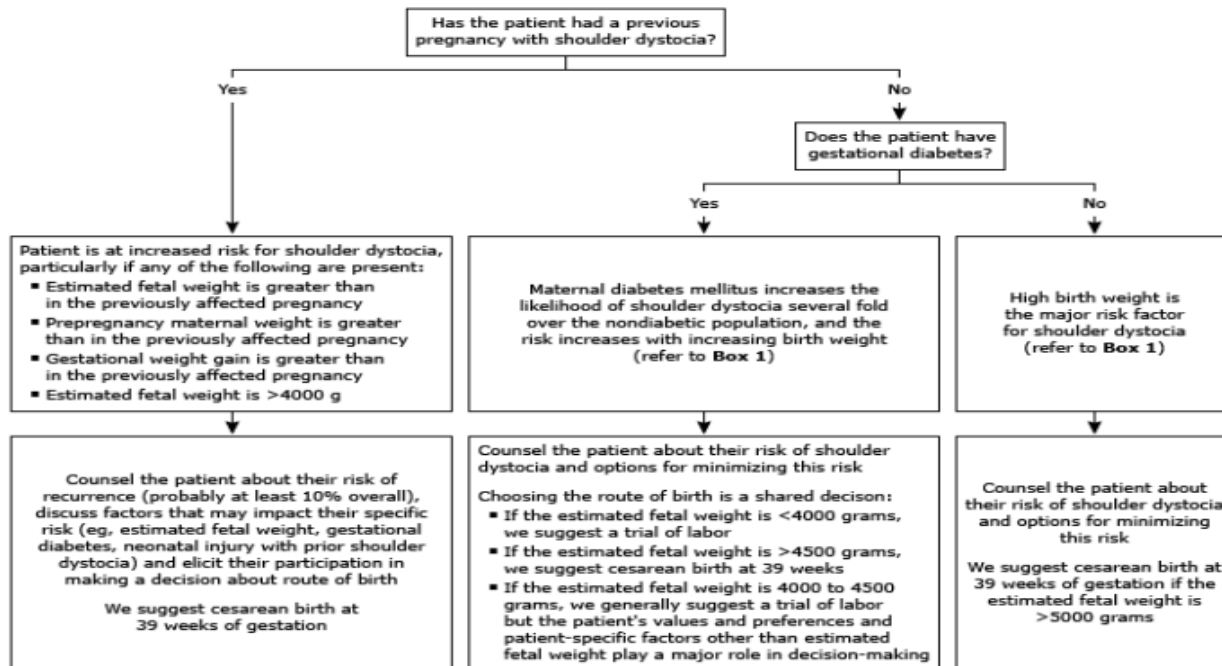 Has the patient had a previous
pregnancy with shoulder dystocia?
Yes
No
Does the patient have
gestational diabetes?
Yes
No
Patient is at increased risk for shoulder dystocia,
particularly if any of the following are present:
▪ Estimated fetal weight is greater than
in the previously affected pregnancy
▪ Prepregnancy maternal weight is greater
than in the previously affected pregnancy
▪ Gestational weight gain is greater than
in the previously affected pregnancy
▪ Estimated fetal weight is >4000 g
Maternal diabetes mellitus increases the
likelihood of shoulder dystocia several fold
over the nondiabetic population, and the
risk increases with increasing birth weight
(refer to Box 1)
High birth weight is
the major risk factor
for shoulder dystocia
(refer to Box 1)
Counsel the patient about their risk of
recurrence (probably at least 10% overall),
discuss factors that may impact their specific
risk (eg, estimated fetal weight, gestational
diabetes, neonatal injury with prior shoulder
dystocia) and elicit their participation in
making a decision about route of birth
We suggest cesarean birth at
39 weeks of gestation
Counsel the patient about their risk of shoulder
dystocia and options for minimizing this risk
Choosing the route of birth is a shared decison:
▪ If the estimated fetal weight is <4000 grams,
we suggest a trial of labor
▪ If the estimated fetal weight is >4500 grams,
we suggest cesarean birth at 39 weeks
▪ If the estimated fetal weight is 4000 to 4500
grams, we generally suggest a trial of labor
but the patient's values and preferences and
patient-specific factors other than estimated
fetal weight play a major role in decision-making
Counsel the patient about
their risk of shoulder dystocia
and options for minimizing
this risk
We suggest cesarean birth at
39 weeks of gestation if the
estimated fetal weight is
>5000 grams